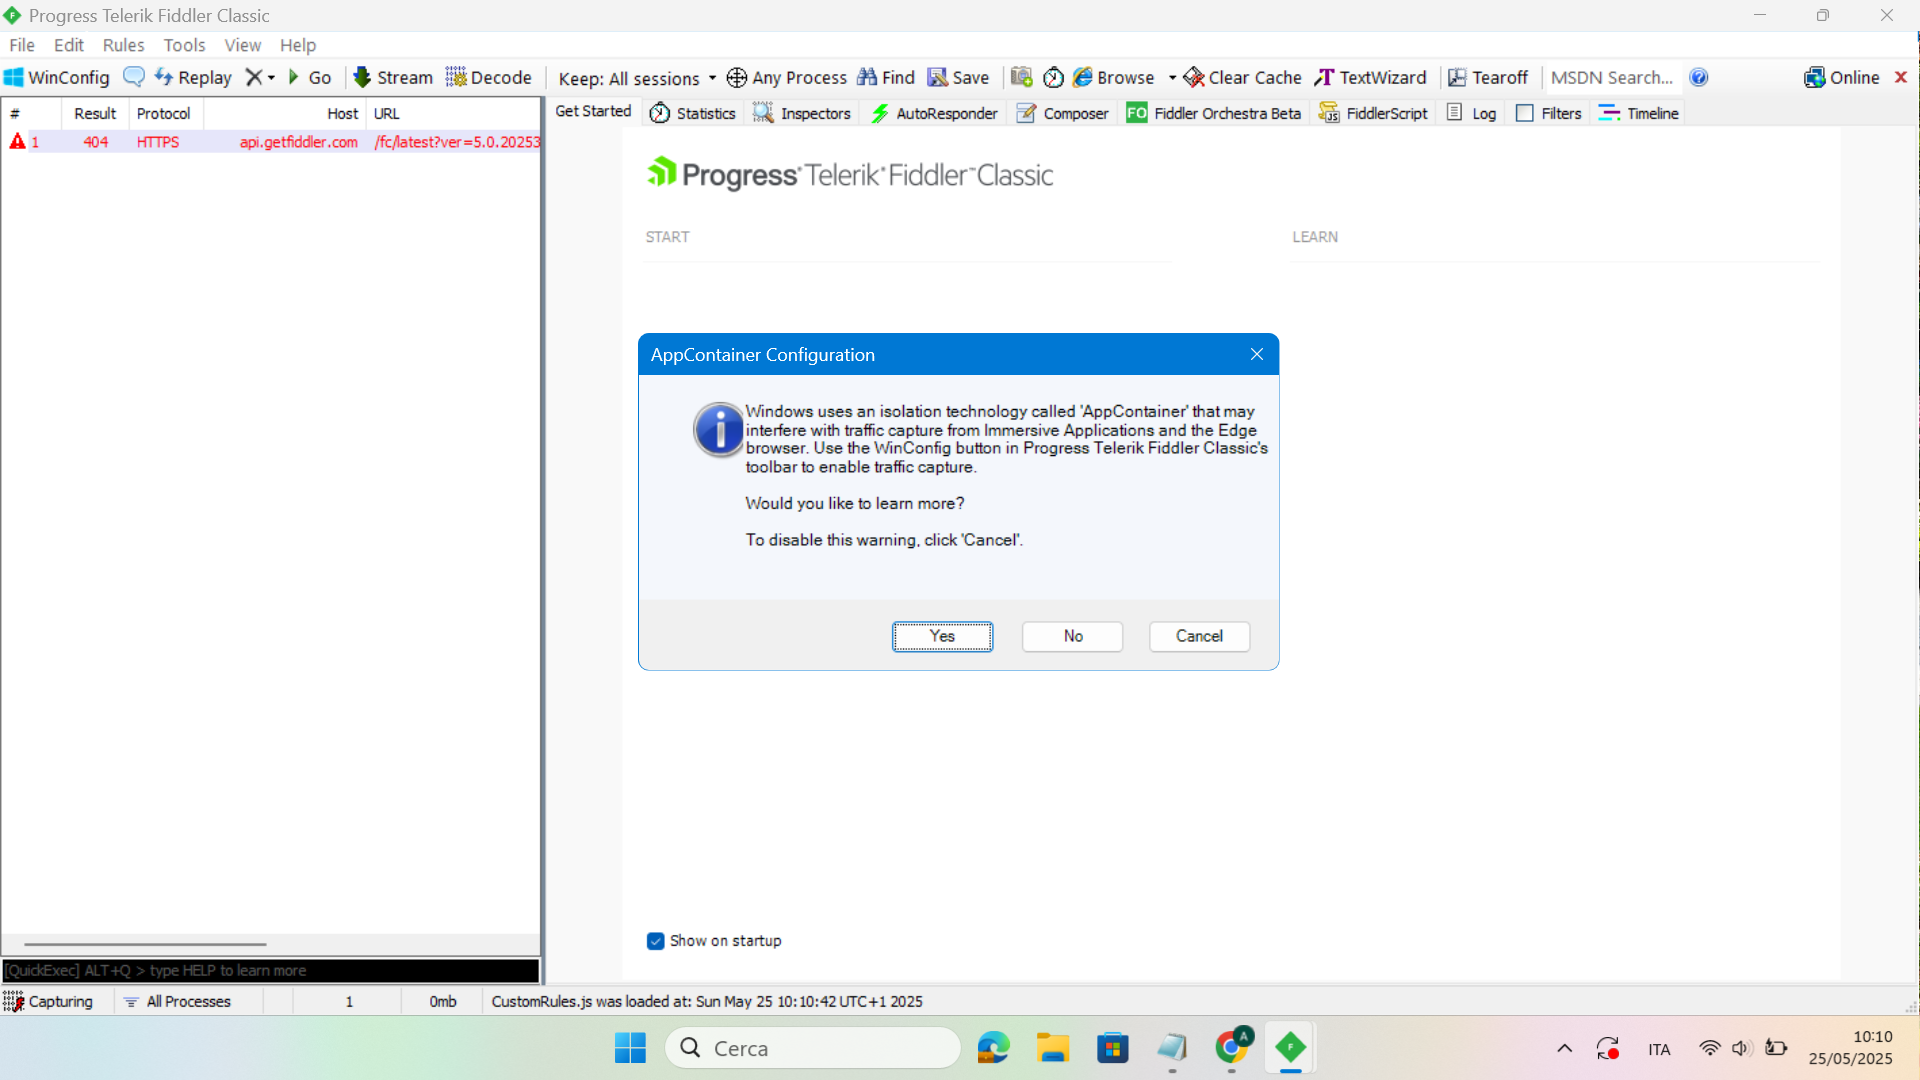 Progress Telerik Fiddler Classic
File Edit Rules Tools View Help
WinConfig Replay Go Stream Decode Keep: All sessions Any Process Find Save Browse Clear Cache TextWizard Tearoff MSDN Search... Online
# Result Protocol Host URL
1 404 HTTPS api.getfiddler.com /fc/latest?ver=5.0.20253
Get Started Statistics Inspectors AutoResponder Composer FO Fiddler Orchestra Beta FiddlerScript Log Filters Timeline
Progress Telerik Fiddler Classic
START
LEARN
AppContainer Configuration
Windows uses an isolation technology called 'AppContainer' that may
interfere with traffic capture from Immersive Applications and the Edge
browser. Use the WinConfig button in Progress Telerik Fiddler Classic's
toolbar to enable traffic capture.
Would you like to learn more?
To disable this warning, click 'Cancel'.
Yes No Cancel
Show on startup
[QuickExec] ALT+Q > type HELP to learn more
Capturing All Processes 1 0mb CustomRules.js was loaded at: Sun May 25 10:10:42 UTC+1 2025
Cerca
A
ITA
10:10
25/05/2025